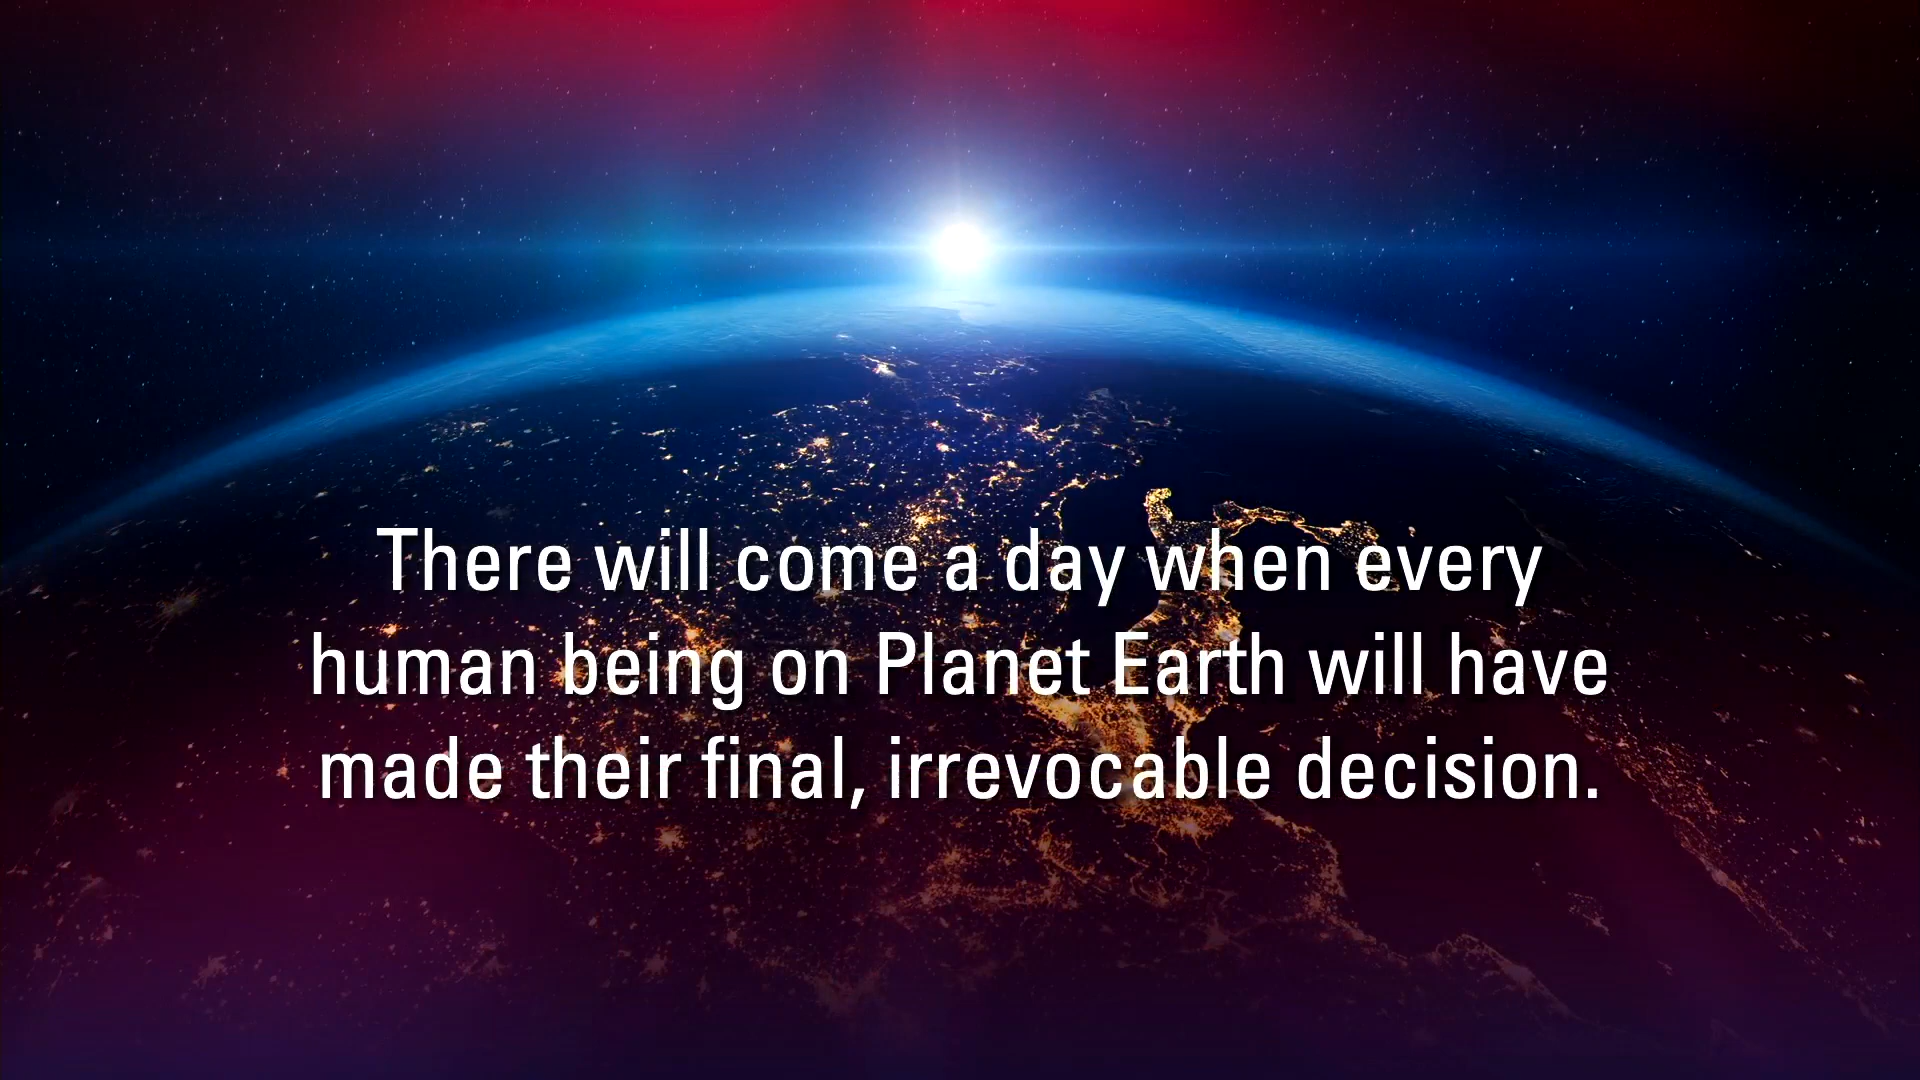 There will come a day when every
human being on Planet Earth will have
made their final, irrevocable decision.